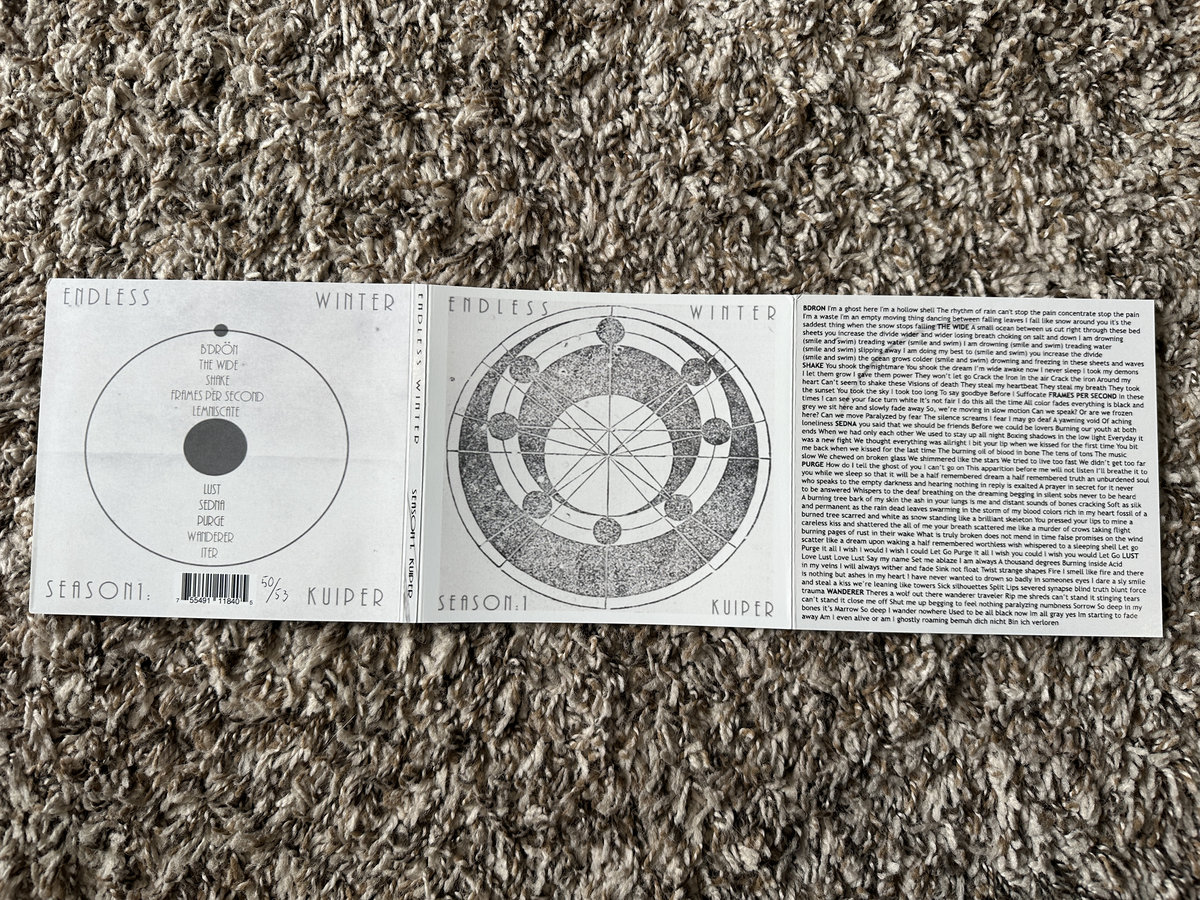 ENDLESS WINTER
B'DRÖN
THE WIDE
SHAKE
FRAMES PER SECOND
LEMNISCATE
LUST
SEDNA
PURGE
WANDERER
ITER
SEASON 1: KUIPER
7 55491 11840 6
50/53
ENDLESS WINTER SEASON 1 KUIPER
ENDLESS WINTER
SEASON:1 KUIPER
BDRON I'm a ghost here I'm a hollow shell The rhythm of rain can't stop the pain concentrate stop the pain
I'm a waste I'm an empty moving thing dancing between falling leaves I fall like snow around you it's the
saddest thing when the snow stops falling THE WIDE A small ocean between us cut right through these bed
sheets you increase the divide wider and wider losing breath choking on salt and down I am drowning
(smile and swim) treading water (smile and swim) I am drowning (smile and swim) treading water
(smile and swim) slipping away I am doing my best to (smile and swim) you increase the divide
(smile and swim) the ocean grows colder (smile and swim) drowning and freezing in these sheets and waves
SHAKE You shook the nightmare You shook the dream I'm wide awake now I never sleep I took my demons
I let them grow I gave them power They won't let go Crack the Iron In the air Crack the iron Around my
heart Can't seem to shake these Visions of death They steal my heartbeat They steal my breath They took
the sunset You took the sky I took too long To say goodbye Before I Suffocate FRAMES PER SECOND In these
times I can see your face turn white It's not fair I do this all the time All color fades everything is black and
grey we sit here and slowly fade away So, we're moving in slow motion Can we speak? Or are we frozen
here? Can we move Paralyzed by fear The silence screams I fear I may go deaf A yawning void Of aching
loneliness SEDNA you said that we should be friends Before we could be lovers Burning our youth at both
ends When we had only each other We used to stay up all night Boxing shadows in the low light Everyday it
was a new fight We thought everything was allright I bit your lip when we kissed for the first time You bit
me back when we kissed for the last time The burning oil of blood in bone The tens of tons The music
slow We chewed on broken glass We shimmered like the stars We tried to live too fast We didn't get too far
PURGE How do I tell the ghost of you I can't go on This apparition before me will not listen I'll breathe it to
you while we sleep so that it will be a half remembered dream a half remembered truth an unburdened soul
who speaks to the empty darkness and hearing nothing in reply is exalted A prayer in secret for it never
to be answered Whispers to the deaf breathing on the dreaming begging in silent sobs never to be heard
A burning tree bark of my skin the ash in your lungs is me and distant sounds of bones cracking Soft as silk
and permanent as the rain dead leaves swarming in the storm of my blood colors rich in my heart fossil of a
burned tree scarred and white as snow standing like a brilliant skeleton You pressed your lips to mine a
careless kiss and shattered the all of me your breath scattered me like a murder of crows taking flight
burning pages of rust in their wake What is truly broken does not mend in time false promises on the wind
scatter like a dream upon waking a half remembered worthless wish whispered to a sleeping shell Let go
Purge it all I wish I would I wish I could Let Go Purge it all I wish you could I wish you would Let Go LUST
Love Lust Love Lust Say my name Set me ablaze I am always A thousand degrees Burning inside Acid
in my veins I will always wither and fade Sink not float Twist strange shapes Fire I smell like fire and there
is nothing but ashes in my heart I have never wanted to drown so badly in someones eyes I dare a sly smile
and steal a kiss we're leaning like towers Sick silhouettes Split Lips severed synapse blind truth blunt force
trauma WANDERER Theres a wolf out there wanderer traveler Rip me shreds can't stand it stinging tears
can't stand it close me off Shut me up begging to feel nothing paralyzing numbness Sorrow So deep in my
bones it's Marrow So deep I wander nowhere Used to be all black now Im all gray yes Im starting to fade
away Am I even alive or am I ghostly roaming bemuh dich nicht Bin ich verloren